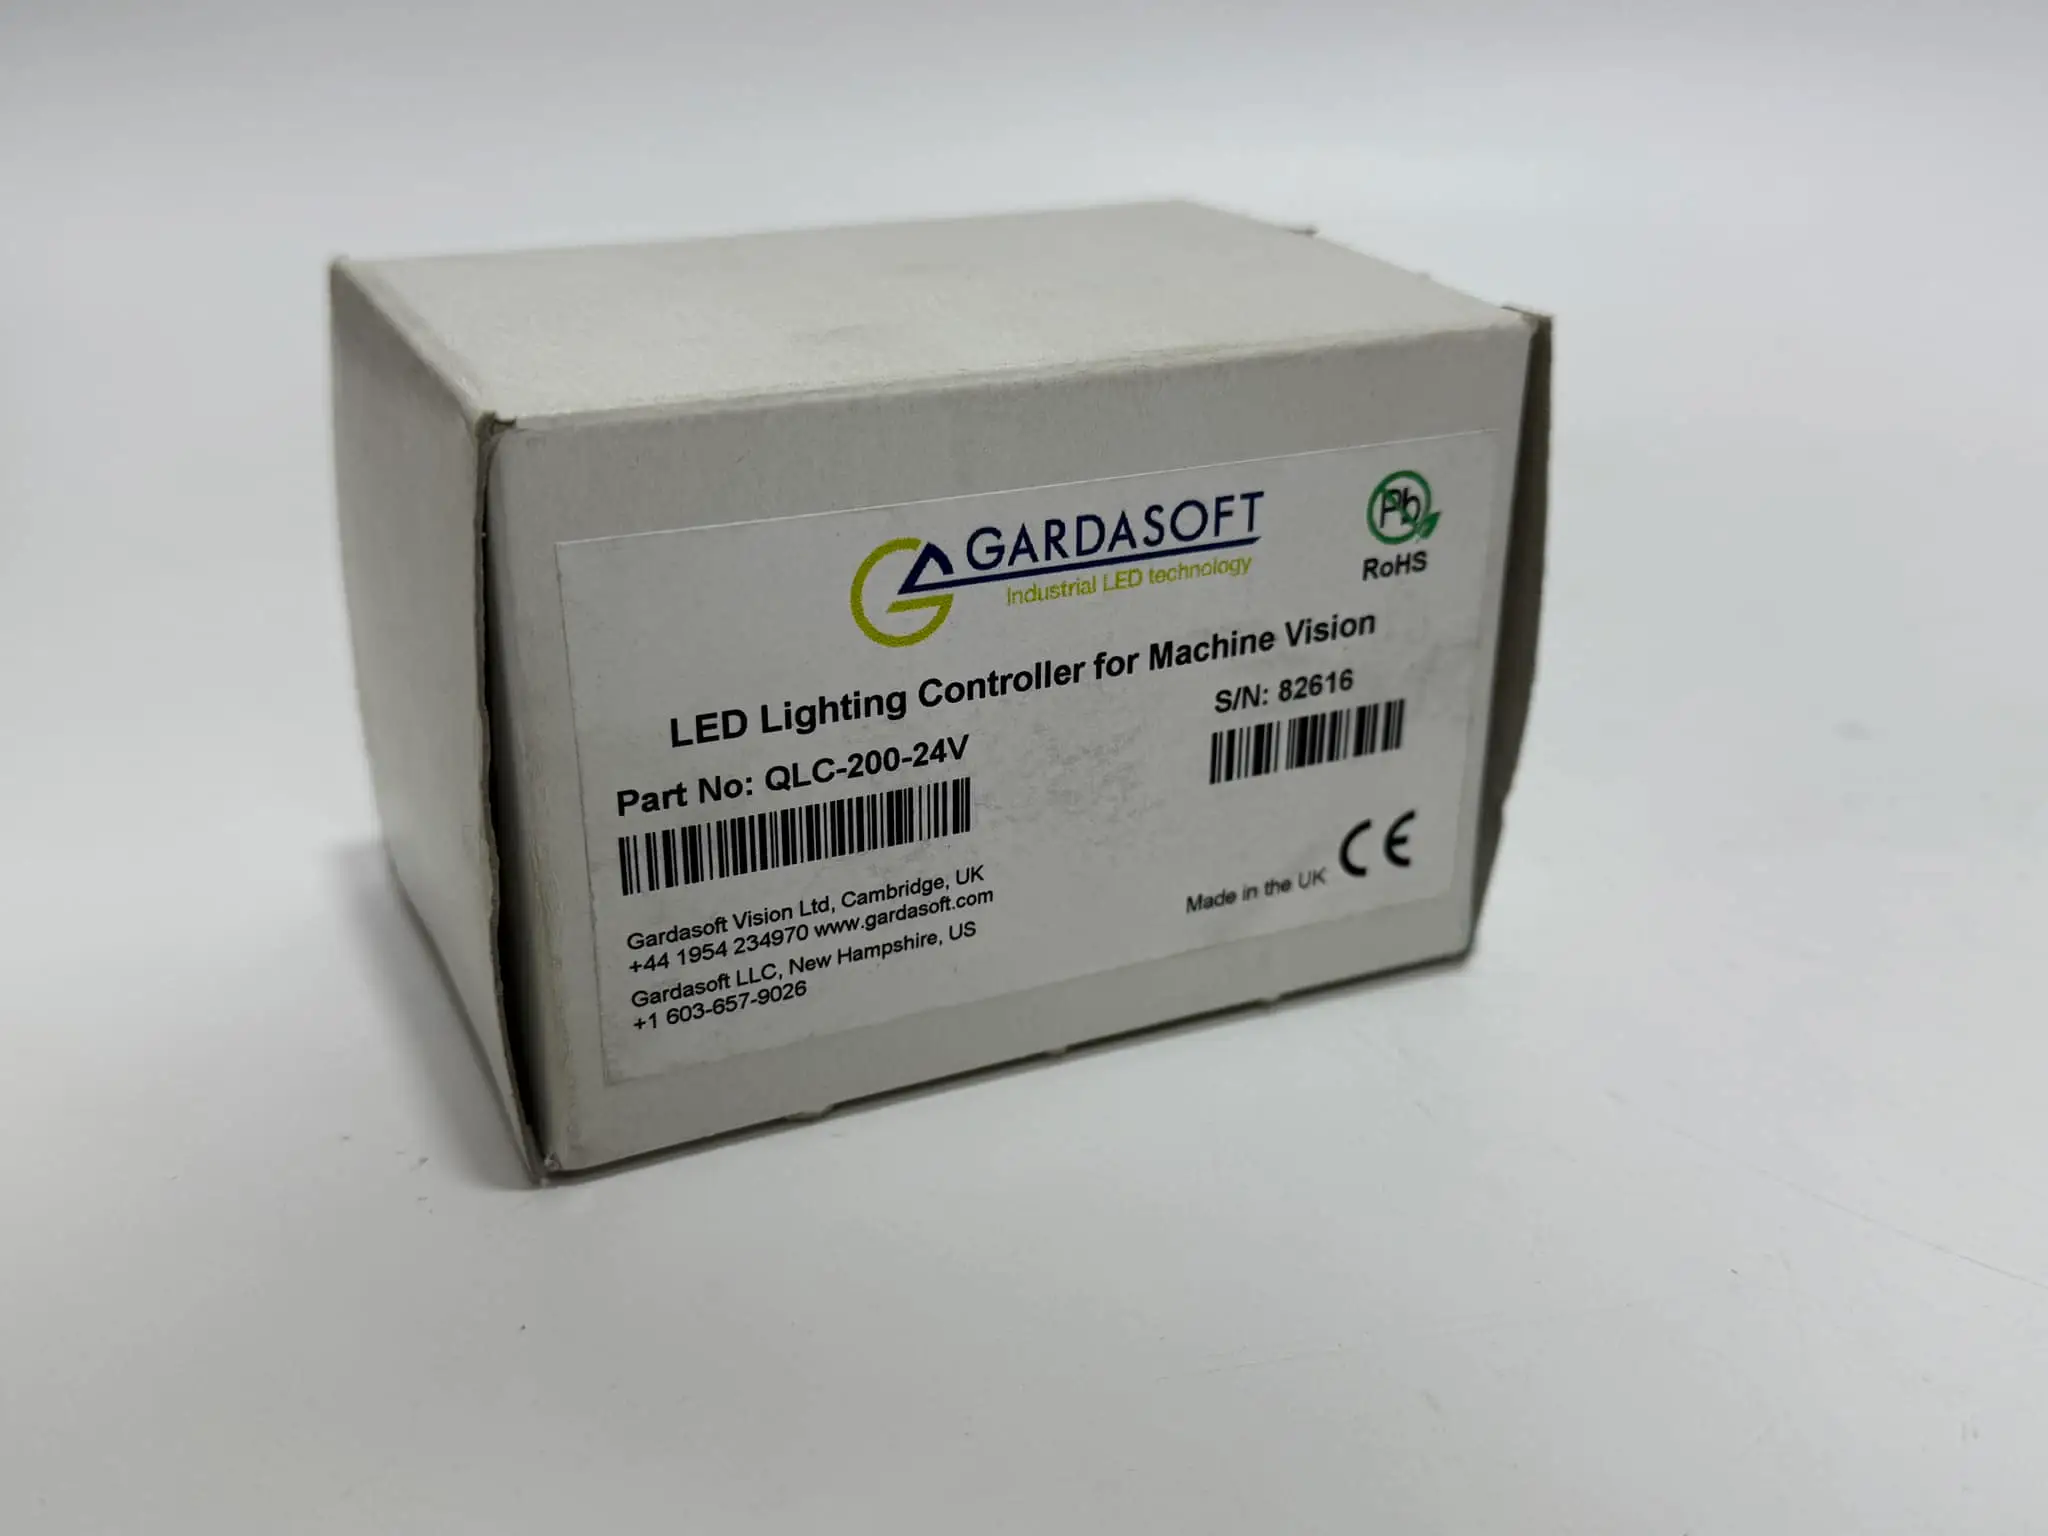 GARDASOFT
Industrial LED technology
Pb
RoHS
LED Lighting Controller for Machine Vision
Part No: QLC-200-24V
S/N: 82616
Gardasoft Vision Ltd, Cambridge, UK
+44 1954 234970 www.gardasoft.com
Gardasoft LLC, New Hampshire, US
+1 603-657-9026
Made in the UK CE